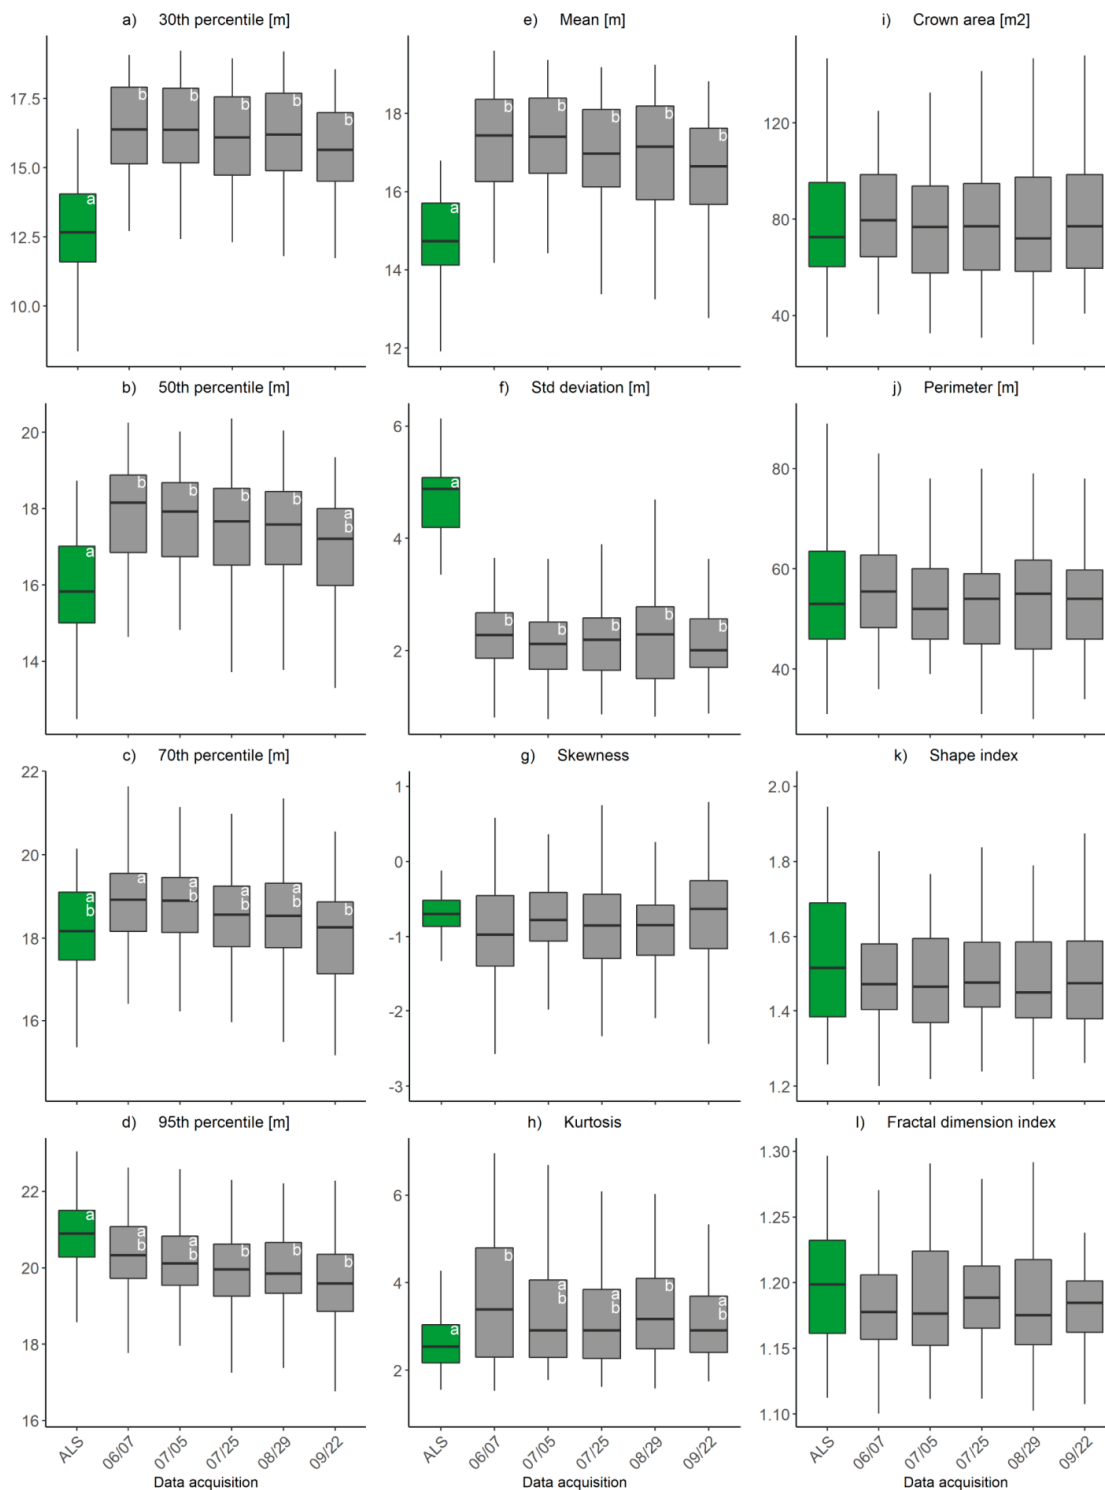 a) 30th percentile [m]
17.5
15.0
12.5
10.0
a
b
b
b
b
b
e) Mean [m]
18
16
14
12
a
b
b
b
b
b
i) Crown area [m2]
120
80
40
b) 50th percentile [m]
20
18
16
14
a
b
b
b
b
a
b
f) Std deviation [m]
6
4
2
a
b
b
b
b
b
j) Perimeter [m]
80
60
40
c) 70th percentile [m]
22
20
18
16
a
b
a
a
b
a
b
a
b
b
g) Skewness
1
0
-1
-2
-3
k) Shape index
2.0
1.8
1.6
1.4
1.2
d) 95th percentile [m]
22
20
18
16
a
a
b
a
b
b
b
b
ALS
06/07
07/05
07/25
08/29
09/22
Data acquisition
h) Kurtosis
6
4
2
a
b
a
b
a
b
b
a
b
ALS
06/07
07/05
07/25
08/29
09/22
Data acquisition
l) Fractal dimension index
1.30
1.25
1.20
1.15
1.10
ALS
06/07
07/05
07/25
08/29
09/22
Data acquisition